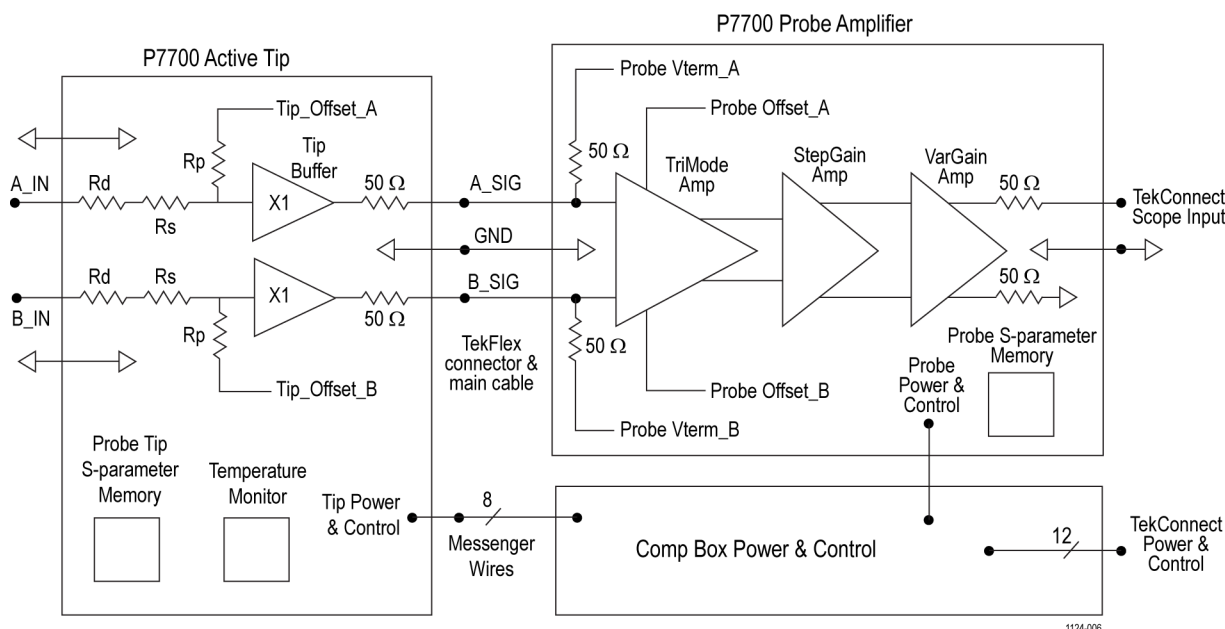 P7700 Probe Amplifier
P7700 Active Tip
Probe Vterm_A
Tip_Offset_A
Probe Offset_A
Rp
Tip
Buffer
50 Ω
TriMode
Amp
StepGain
Amp
VarGain
Amp
A_IN
Rd
Rs
X1
50 Ω
A_SIG
50 Ω
TekConnect
Scope Input
GND
Rd
Rs
B_SIG
50 Ω
B_IN
X1
Rp
50 Ω
50 Ω
TekFlex
connector &
main cable
Probe S-parameter
Memory
Probe
Power &
Control
Tip_Offset_B
Probe Offset_B
Probe Vterm_B
Probe Tip
S-parameter
Memory
Temperature
Monitor
Tip Power
& Control
8
Messenger
Wires
Comp Box Power & Control
12
TekConnect
Power &
Control
1124-006